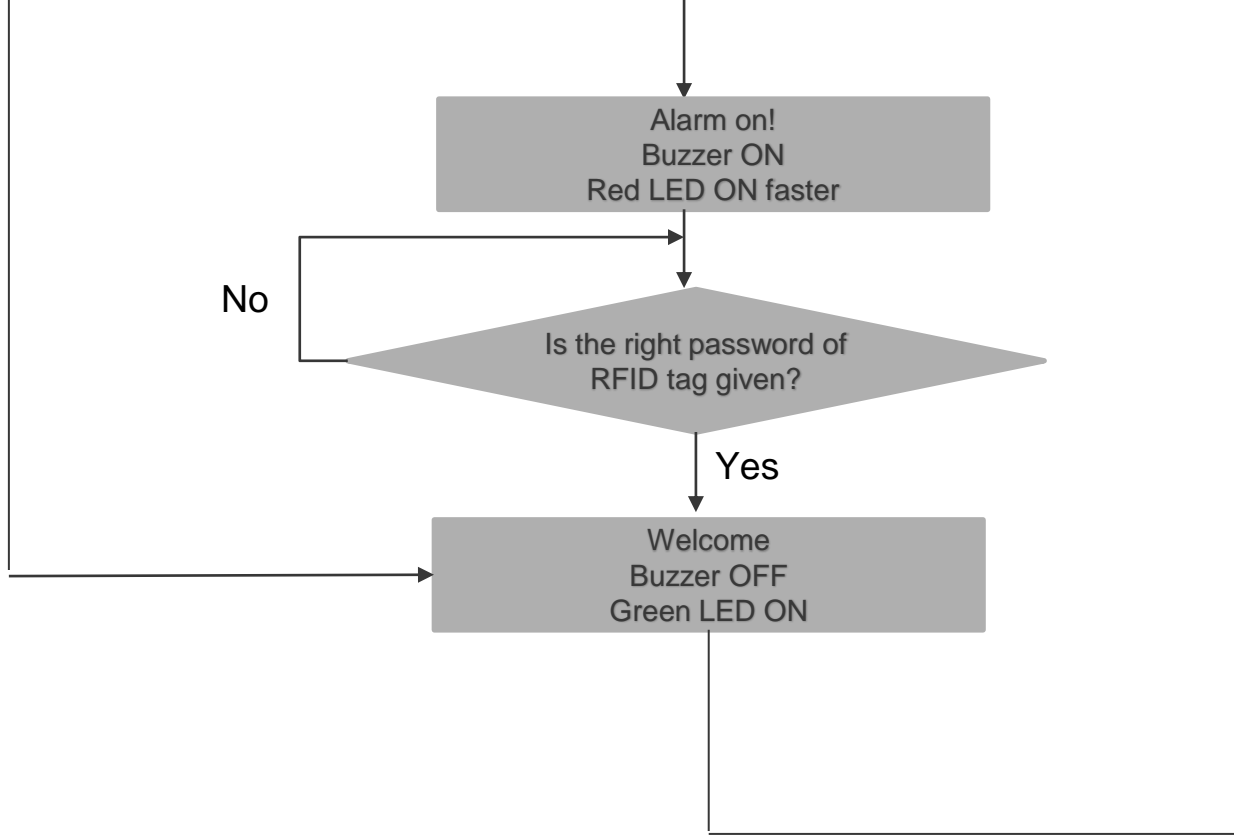 Alarm on!
Buzzer ON
Red LED ON faster
No
Is the right password of
RFID tag given?
Yes
Welcome
Buzzer OFF
Green LED ON